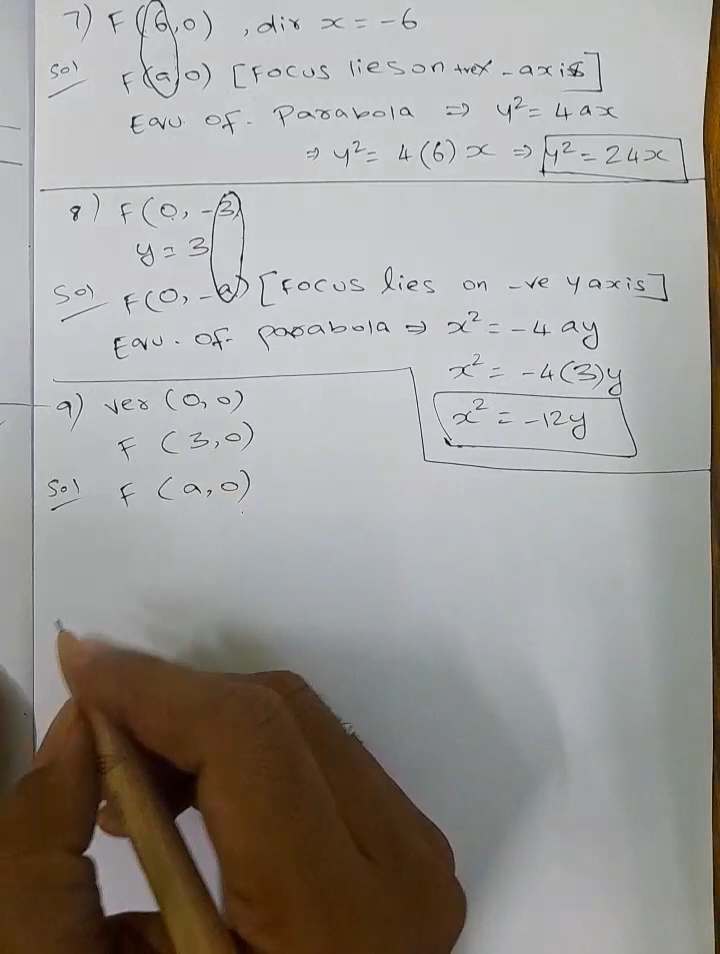 7) F(6,0) , dir x = -6
Sol F(a,0) [Focus lies on +ve x-axis]
Equ. of. Parabola ⇒ y² = 4ax
⇒ y² = 4(6)x ⇒ y² = 24x
8) F(0, -3)
y = 3
Sol F(0, -a) [Focus lies on -ve y axis]
Equ. of. parabola ⇒ x² = -4ay
x² = -4(3)y
x² = -12y
9) ver (0,0)
F (3,0)
Sol F (a,0)